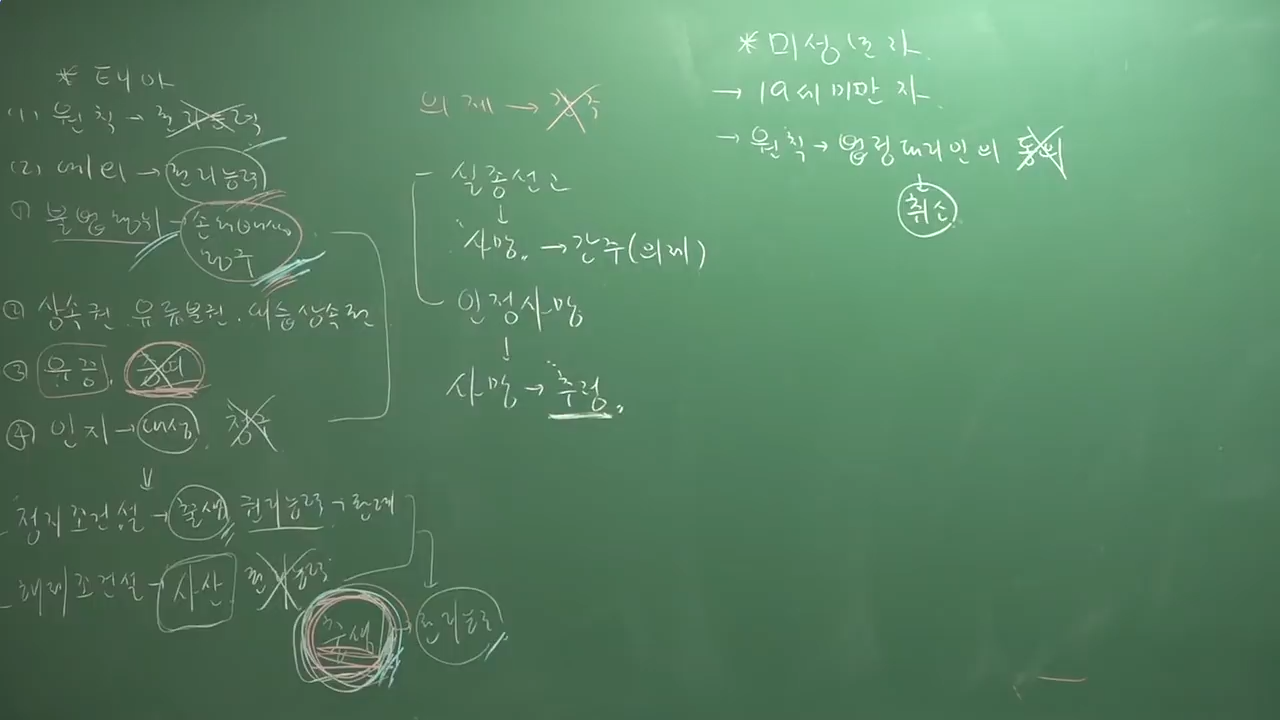 * 태아
(1) 원칙 → 권리능력
(2) 예외 → 권리능력
① 불법행위 → 손해배상청구
② 상속권. 유류분권. 대습상속권
③ 유증. 증여
④ 인지 → 대상. 청구
정지조건설 → 출생 권리능력 → 판례
해제조건설 → 사산 권리능력
출생 → 권리능력
의제 → 간주
실종선고
↓
"사망" → 간주(의제)
인정사망
↓
사망 → "추정"
* 미성년자.
→ 19세미만자.
→ 원칙 → 법정대리인의 동의
↓
취소